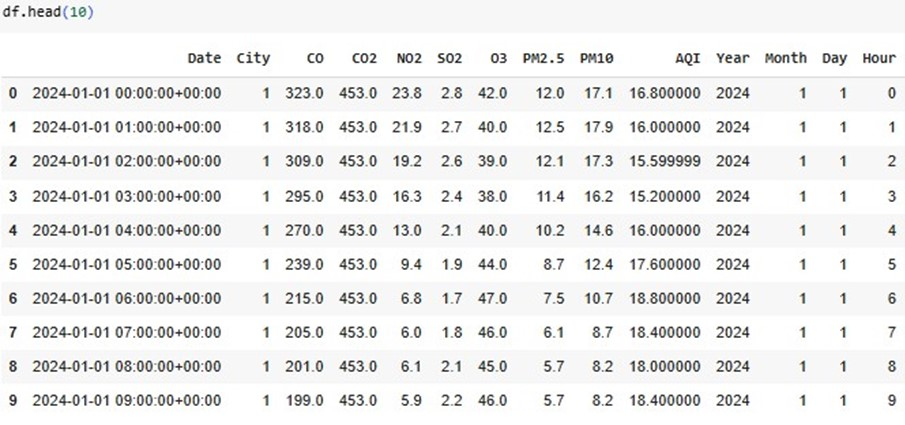 df.head(10)
Date City CO CO2 NO2 SO2 O3 PM2.5 PM10 AQI Year Month Day Hour
0 2024-01-01 00:00:00+00:00 1 323.0 453.0 23.8 2.8 42.0 12.0 17.1 16.800000 2024 1 1 0
1 2024-01-01 01:00:00+00:00 1 318.0 453.0 21.9 2.7 40.0 12.5 17.9 16.000000 2024 1 1 1
2 2024-01-01 02:00:00+00:00 1 309.0 453.0 19.2 2.6 39.0 12.1 17.3 15.599999 2024 1 1 2
3 2024-01-01 03:00:00+00:00 1 295.0 453.0 16.3 2.4 38.0 11.4 16.2 15.200000 2024 1 1 3
4 2024-01-01 04:00:00+00:00 1 270.0 453.0 13.0 2.1 40.0 10.2 14.6 16.000000 2024 1 1 4
5 2024-01-01 05:00:00+00:00 1 239.0 453.0 9.4 1.9 44.0 8.7 12.4 17.600000 2024 1 1 5
6 2024-01-01 06:00:00+00:00 1 215.0 453.0 6.8 1.7 47.0 7.5 10.7 18.800000 2024 1 1 6
7 2024-01-01 07:00:00+00:00 1 205.0 453.0 6.0 1.8 46.0 6.1 8.7 18.400000 2024 1 1 7
8 2024-01-01 08:00:00+00:00 1 201.0 453.0 6.1 2.1 45.0 5.7 8.2 18.000000 2024 1 1 8
9 2024-01-01 09:00:00+00:00 1 199.0 453.0 5.9 2.2 46.0 5.7 8.2 18.400000 2024 1 1 9